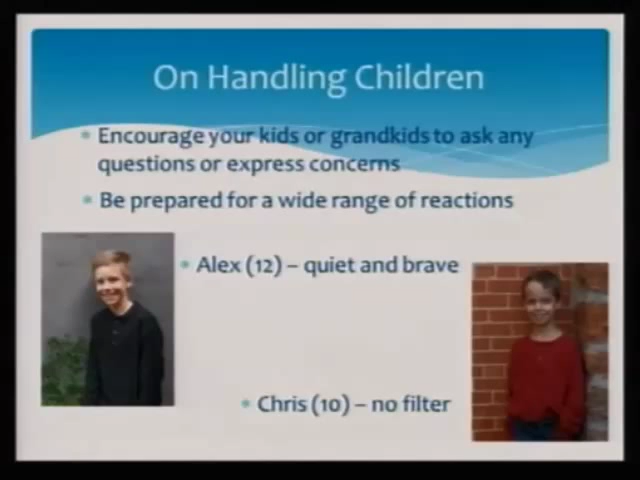 On Handling Children
Encourage your kids or grandkids to ask any
questions or express concerns
Be prepared for a wide range of reactions
Alex (12) – quiet and brave
Chris (10) – no filter